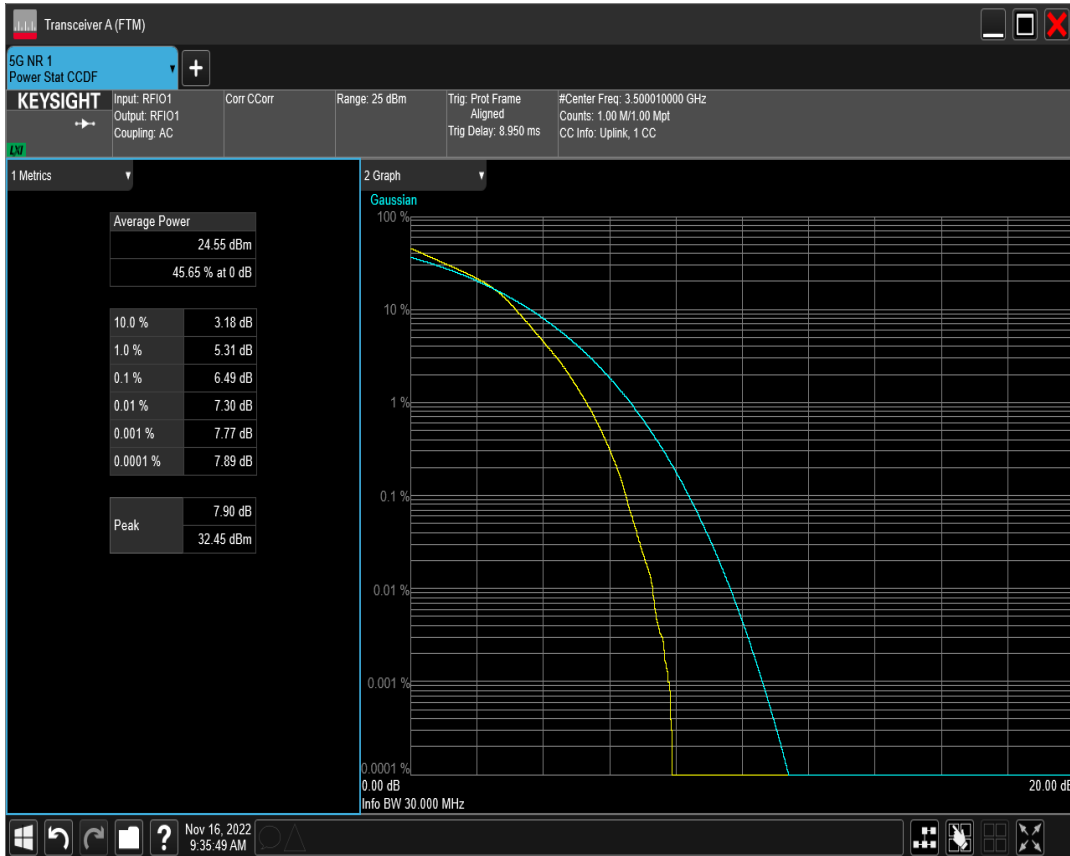 Transceiver A (FTM)
5G NR 1
Power Stat CCDF
+
KEYSIGHT
LXI
Input: RFIO1
Output: RFIO1
Coupling: AC
Corr CCorr
Range: 25 dBm
Trig: Prot Frame
Aligned
Trig Delay: 8.950 ms
#Center Freq: 3.500010000 GHz
Counts: 1.00 M/1.00 Mpt
CC Info: Uplink, 1 CC
1 Metrics
Average Power
24.55 dBm
45.65 % at 0 dB
10.0 % 3.18 dB
1.0 % 5.31 dB
0.1 % 6.49 dB
0.01 % 7.30 dB
0.001 % 7.77 dB
0.0001 % 7.89 dB
Peak
7.90 dB
32.45 dBm
2 Graph
Gaussian
100 %
10 %
1 %
0.1 %
0.01 %
0.001 %
0.0001 %
0.00 dB 20.00 dB
Info BW 30.000 MHz
?
Nov 16, 2022
9:35:49 AM